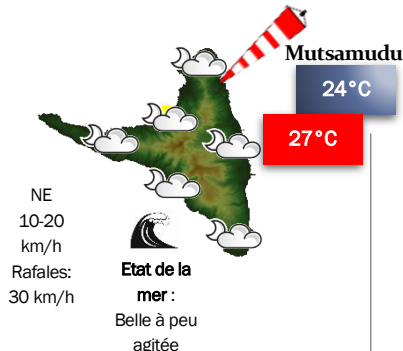 Mutsamudu
24°C
27°C
NE
10-20
km/h
Rafales:
30 km/h
Etat de la
mer :
Belle à peu
agitée